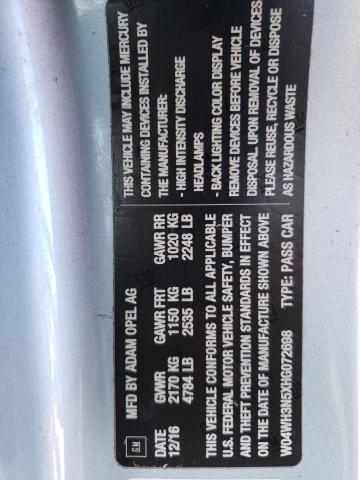 THIS VEHICLE MAY INCLUDE MERCURY
CONTAINING DEVICES INSTALLED BY
THE MANUFACTURER:
- HIGH INTENSITY DISCHARGE
HEADLAMPS
- BACK LIGHTING COLOR DISPLAY
REMOVE DEVICES BEFORE VEHICLE
DISPOSAL. UPON REMOVAL OF DEVICES
PLEASE REUSE, RECYCLE OR DISPOSE
AS HAZARDOUS WASTE
GM
MFD BY ADAM OPEL AG
DATE GVWR GAWR FRT GAWR RR
12/16 2170 KG 1150 KG 1020 KG
4784 LB 2535 LB 2248 LB
THIS VEHICLE CONFORMS TO ALL APPLICABLE
U.S. FEDERAL MOTOR VEHICLE SAFETY, BUMPER
AND THEFT PREVENTION STANDARDS IN EFFECT
ON THE DATE OF MANUFACTURE SHOWN ABOVE
W04WH3N5XHG072698 TYPE: PASS CAR